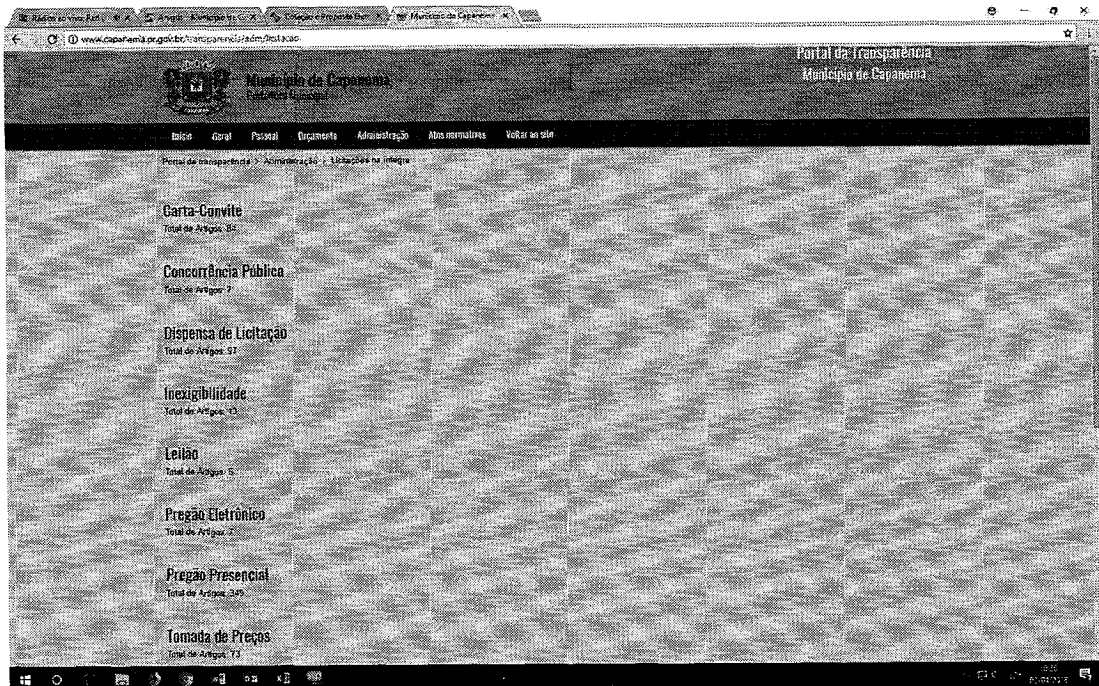 www.capanema.pr.gov.br/transparencia/adm/licitacao
Município de Capanema
Prefeitura Municipal
Portal da Transparência
Município de Capanema
Início Geral Pessoal Orçamento Administração Atos normativos Voltar ao site
Portal da transparência > Administração > Licitações na íntegra
Carta-Convite
Total de Artigos: 84
Concorrência Pública
Total de Artigos: 7
Dispensa de Licitação
Total de Artigos: 97
Inexigibilidade
Total de Artigos:
Leilão
Total de Artigos:
Pregão Eletrônico
Total de Artigos:
Pregão Presencial
Total de Artigos: 349
Tomada de Preços
Total de Artigos: 73